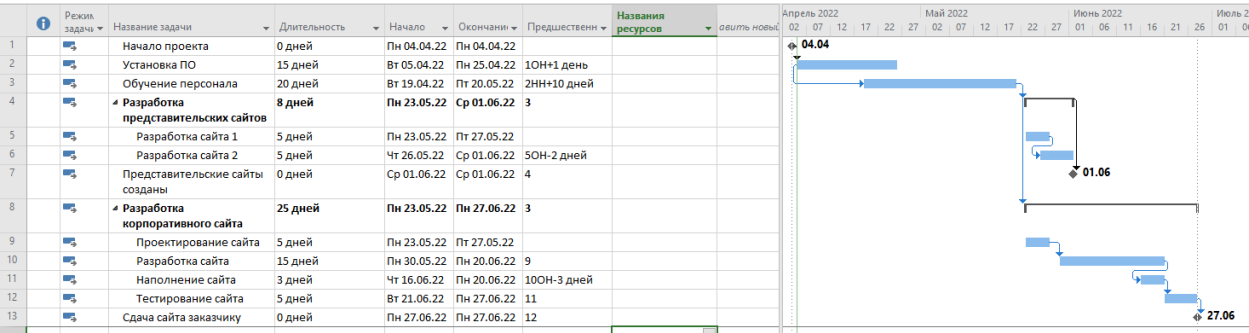 Режим задачи Название задачи Длительность Начало Окончани Предшественн Названия ресурсов авить новый
Апрель 2022 Май 2022 Июнь 2022 Июль 2
02 07 12 17 22 27 02 07 12 17 22 27 01 06 11 16 21 26 01 0
1 Начало проекта 0 дней Пн 04.04.22 Пн 04.04.22 04.04
2 Установка ПО 15 дней Вт 05.04.22 Пн 25.04.22 1ОН+1 день
3 Обучение персонала 20 дней Вт 19.04.22 Пт 20.05.22 2НН+10 дней
4 Разработка представительских сайтов 8 дней Пн 23.05.22 Ср 01.06.22 3
5 Разработка сайта 1 5 дней Пн 23.05.22 Пт 27.05.22
6 Разработка сайта 2 5 дней Чт 26.05.22 Ср 01.06.22 5ОН-2 дней
7 Представительские сайты созданы 0 дней Ср 01.06.22 Ср 01.06.22 4 01.06
8 Разработка корпоративного сайта 25 дней Пн 23.05.22 Пн 27.06.22 3
9 Проектирование сайта 5 дней Пн 23.05.22 Пт 27.05.22
10 Разработка сайта 15 дней Пн 30.05.22 Пн 20.06.22 9
11 Наполнение сайта 3 дней Чт 16.06.22 Пн 20.06.22 10ОН-3 дней
12 Тестирование сайта 5 дней Вт 21.06.22 Пн 27.06.22 11
13 Сдача сайта заказчику 0 дней Пн 27.06.22 Пн 27.06.22 12 27.06